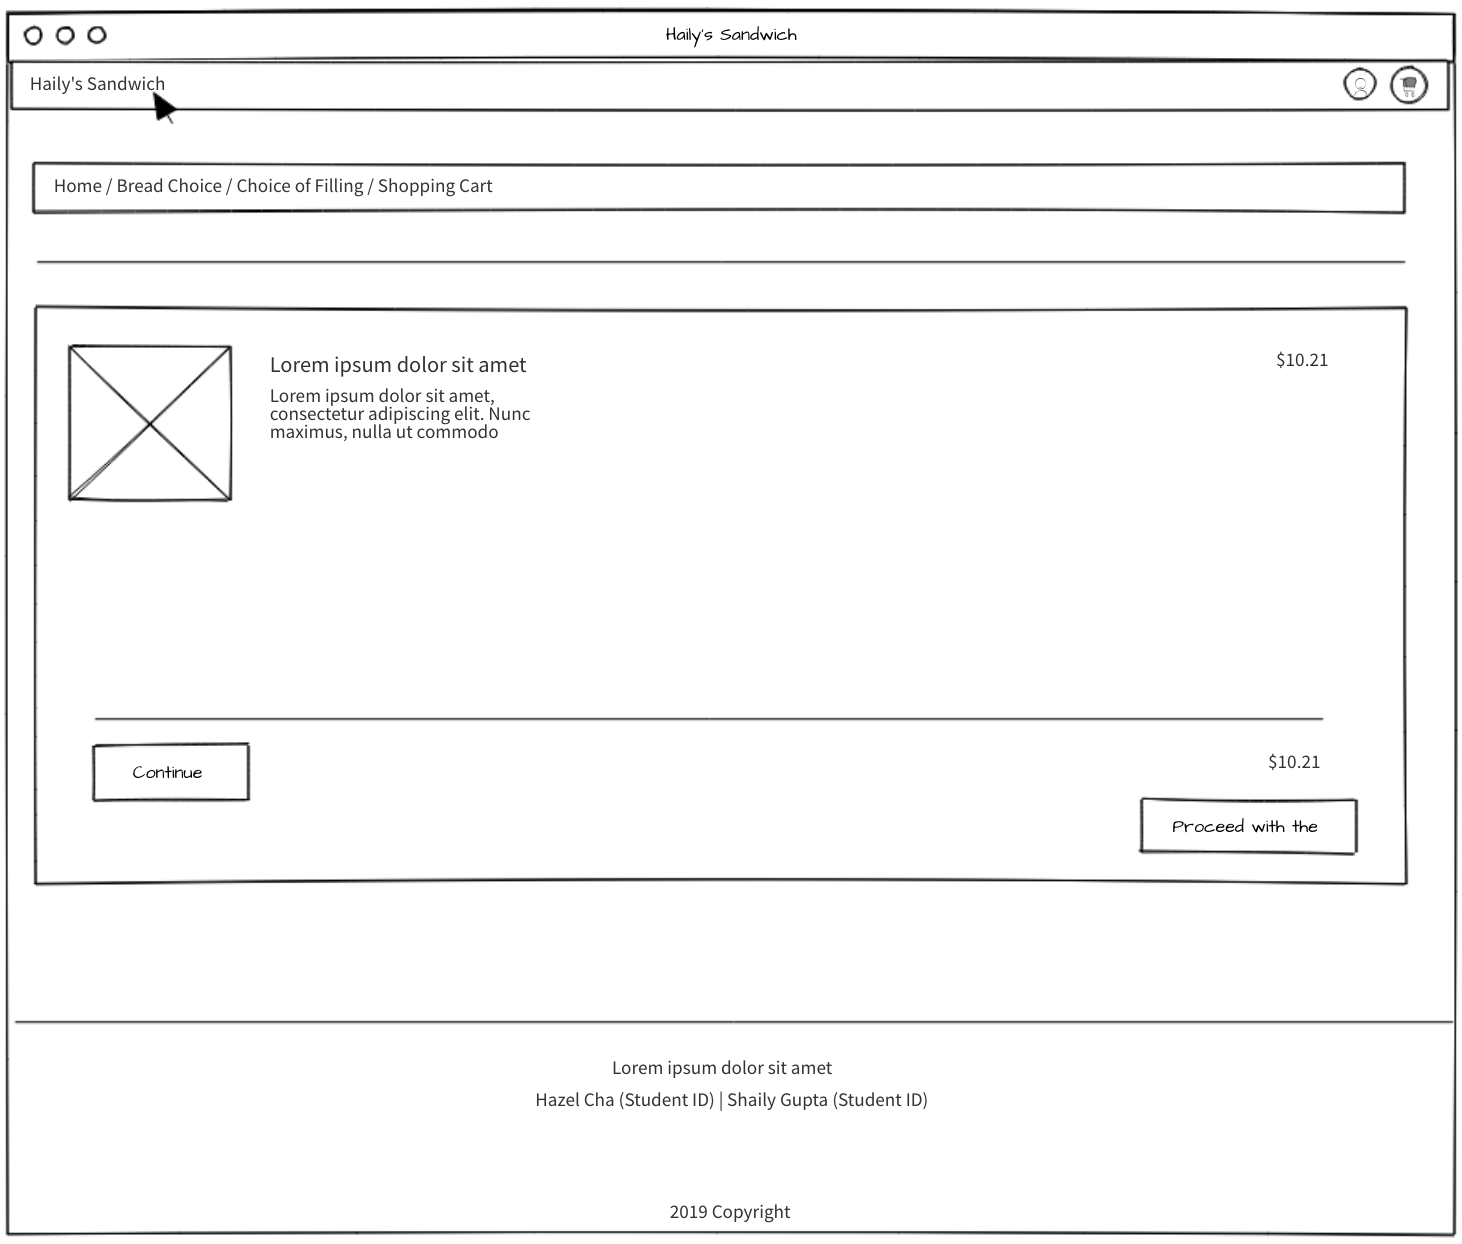 Haily's Sandwich
Haily's Sandwich
Home / Bread Choice / Choice of Filling / Shopping Cart
Lorem ipsum dolor sit amet
$10.21
Lorem ipsum dolor sit amet,
consectetur adipiscing elit. Nunc
maximus, nulla ut commodo
Continue
$10.21
Proceed with the
Lorem ipsum dolor sit amet
Hazel Cha (Student ID) | Shaily Gupta (Student ID)
2019 Copyright